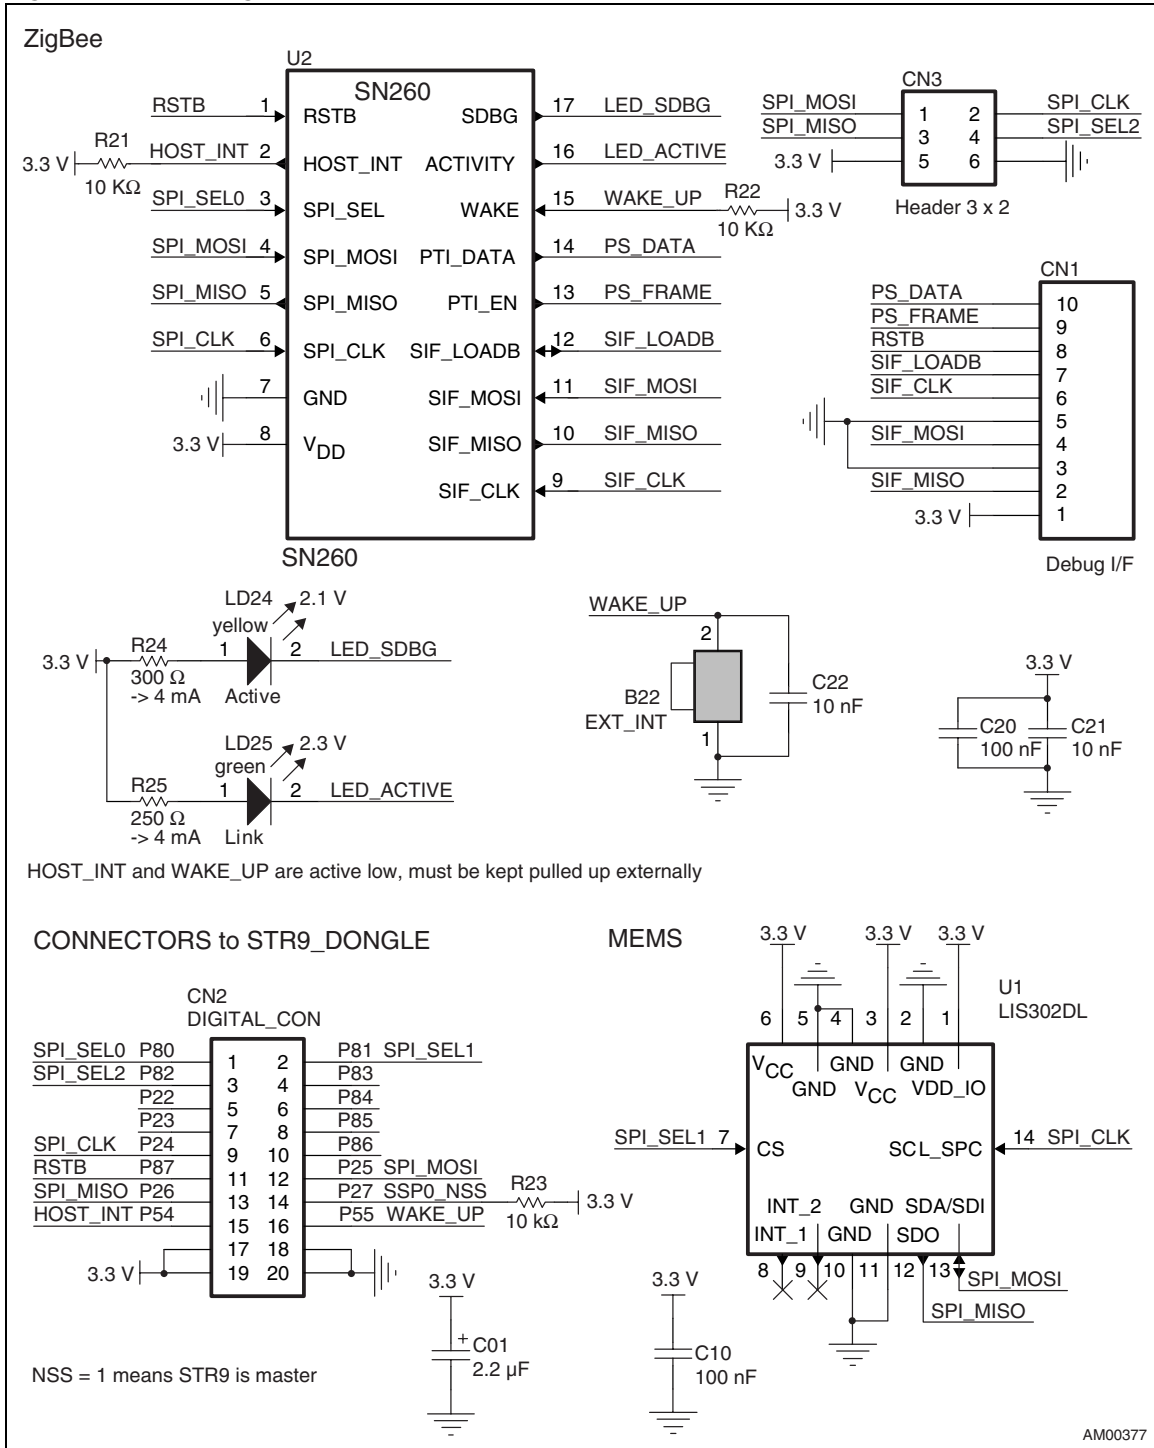 ZigBee
U2
SN260
RSTB 1 RSTB
SDBG 17 LED_SDBG
R21
3.3 V
10 KΩ
HOST_INT 2 HOST_INT
ACTIVITY 16 LED_ACTIVE
SPI_SEL0 3 SPI_SEL
WAKE 15 WAKE_UP
R22
10 KΩ
3.3 V
SPI_MOSI 4 SPI_MOSI
PTI_DATA 14 PS_DATA
SPI_MISO 5 SPI_MISO
PTI_EN 13 PS_FRAME
SPI_CLK 6 SPI_CLK
SIF_LOADB 12 SIF_LOADB
7 GND
SIF_MOSI 11 SIF_MOSI
3.3 V 8 VDD
SIF_MISO 10 SIF_MISO
SIF_CLK 9 SIF_CLK
SN260
CN3
SPI_MOSI 1 2 SPI_CLK
SPI_MISO 3 4 SPI_SEL2
3.3 V 5 6
Header 3 x 2
CN1
PS_DATA 10
PS_FRAME 9
RSTB 8
SIF_LOADB 7
SIF_CLK 6
5
SIF_MOSI 4
3
SIF_MISO 2
3.3 V 1
Debug I/F
LD24 2.1 V
yellow
3.3 V
R24
300 Ω
-> 4 mA
1 2 LED_SDBG
Active
LD25 2.3 V
green
R25
250 Ω
-> 4 mA
1 2 LED_ACTIVE
Link
WAKE_UP
2
B22
EXT_INT
1
C22
10 nF
3.3 V
C20
100 nF
C21
10 nF
HOST_INT and WAKE_UP are active low, must be kept pulled up externally
CONNECTORS to STR9_DONGLE
CN2
DIGITAL_CON
SPI_SEL0 P80 1 2 P81 SPI_SEL1
SPI_SEL2 P82 3 4 P83
P22 5 6 P84
P23 7 8 P85
SPI_CLK P24 9 10 P86
RSTB P87 11 12 P25 SPI_MOSI
SPI_MISO P26 13 14 P27 SSP0_NSS
R23
10 kΩ
3.3 V
HOST_INT P54 15 16 P55 WAKE_UP
17 18
3.3 V 19 20
3.3 V
+
C01
2.2 µF
NSS = 1 means STR9 is master
MEMS
3.3 V 3.3 V 3.3 V
U1
LIS302DL
6 5 4 3 2 1
VCC GND GND VCC GND VDD_IO
SPI_SEL1 7 CS
SCL_SPC 14 SPI_CLK
INT_2 GND SDA/SDI
INT_1 GND SDO
8 9 10 11 12 13
SPI_MOSI
SPI_MISO
3.3 V
C10
100 nF
AM00377